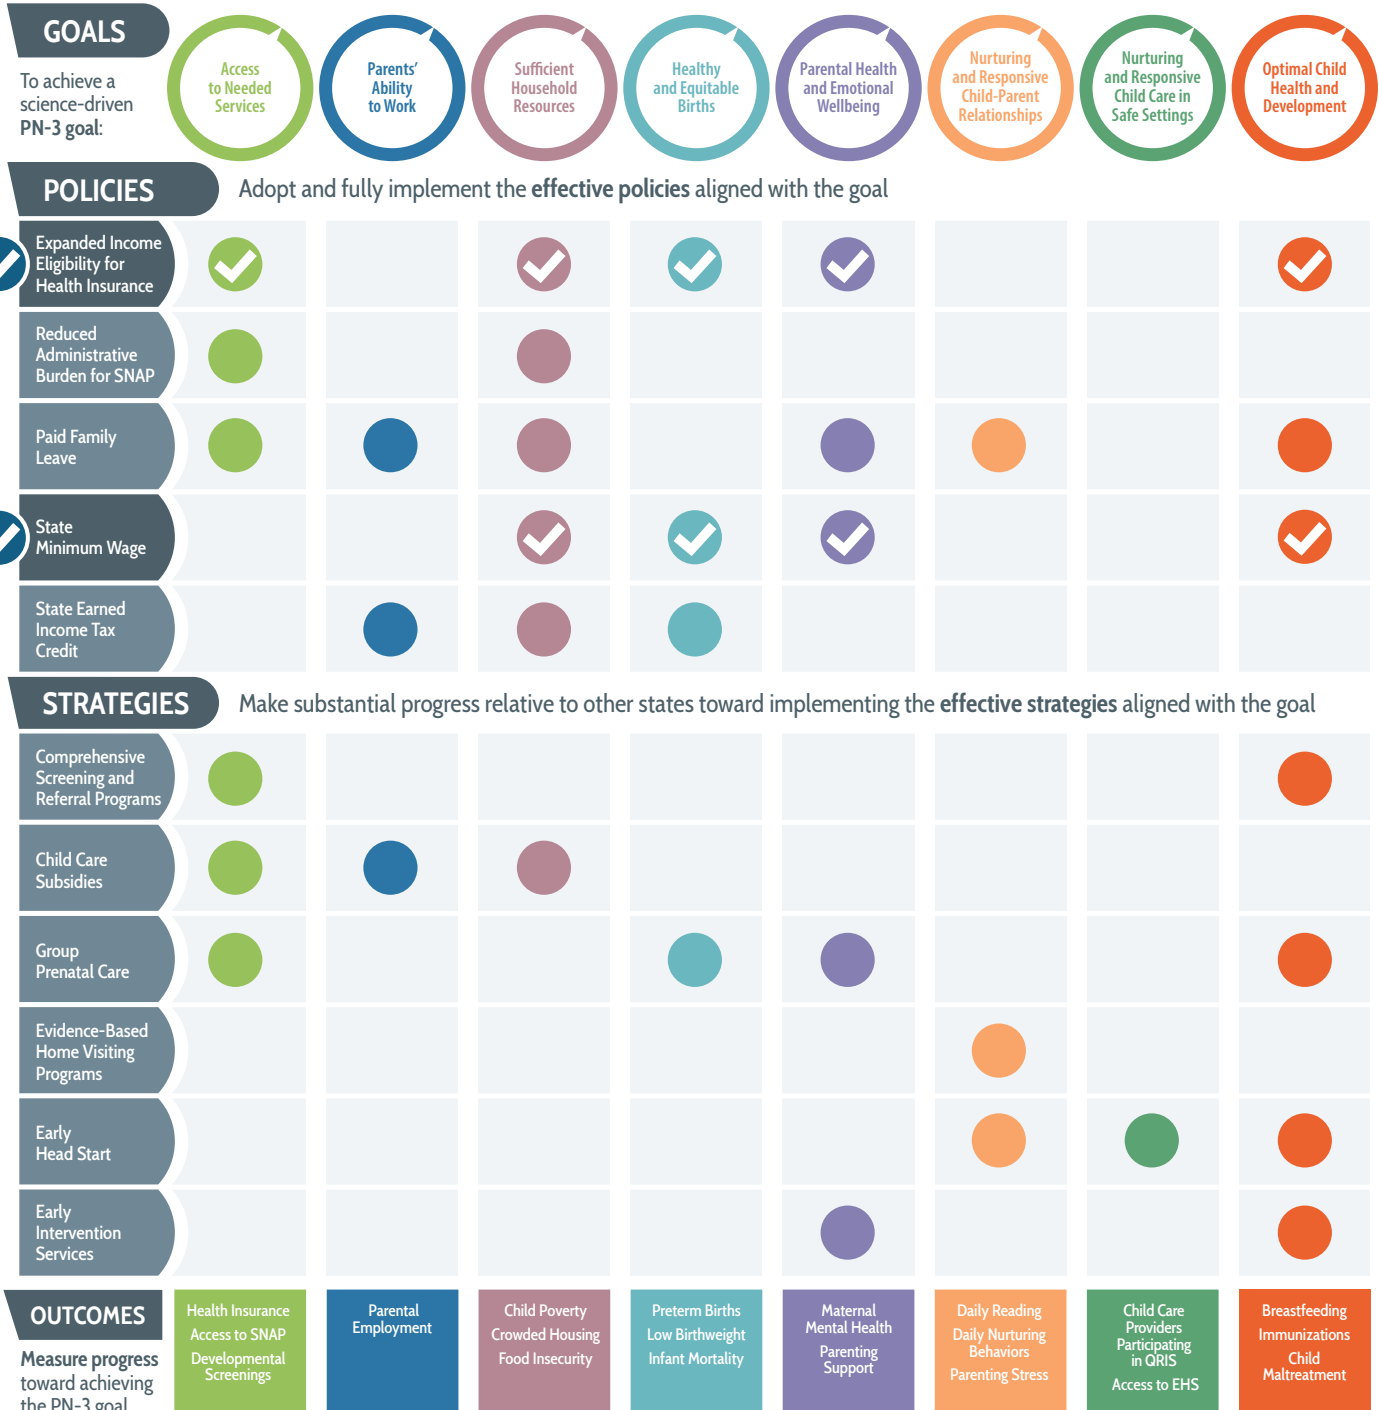 GOALS
To achieve a
science-driven
PN-3 goal:
Access
to Needed
Services
Parents'
Ability
to Work
Sufficient
Household
Resources
Healthy
and Equitable
Births
Parental Health
and Emotional
Wellbeing
Nurturing
and Responsive
Child-Parent
Relationships
Nurturing
and Responsive
Child Care in
Safe Settings
Optimal Child
Health and
Development
POLICIES
Adopt and fully implement the effective policies aligned with the goal
Expanded Income
Eligibility for
Health Insurance
Reduced
Administrative
Burden for SNAP
Paid Family
Leave
State
Minimum Wage
State Earned
Income Tax
Credit
STRATEGIES
Make substantial progress relative to other states toward implementing the effective strategies aligned with the goal
Comprehensive
Screening and
Referral Programs
Child Care
Subsidies
Group
Prenatal Care
Evidence-Based
Home Visiting
Programs
Early
Head Start
Early
Intervention
Services
OUTCOMES
Measure progress
toward achieving
the PN-3 goal
Health Insurance
Access to SNAP
Developmental
Screenings
Parental
Employment
Child Poverty
Crowded Housing
Food Insecurity
Preterm Births
Low Birthweight
Infant Mortality
Maternal
Mental Health
Parenting
Support
Daily Reading
Daily Nurturing
Behaviors
Parenting Stress
Child Care
Providers
Participating
in QRIS
Access to EHS
Breastfeeding
Immunizations
Child
Maltreatment